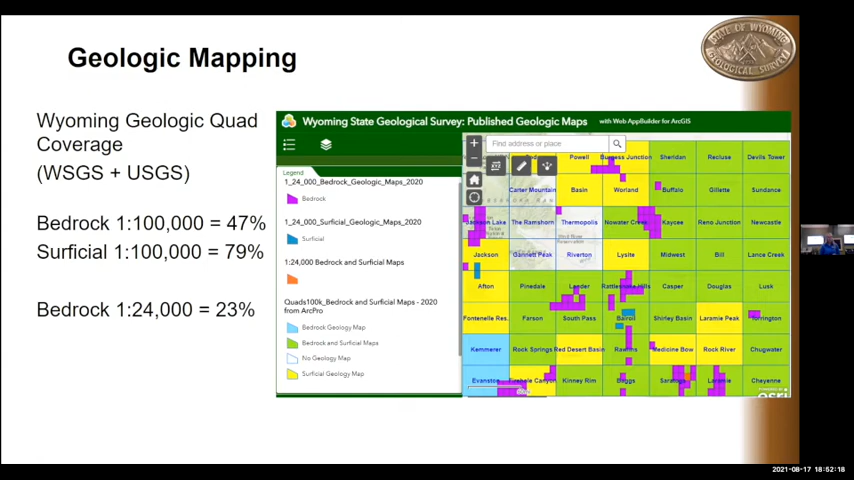 Geologic Mapping
STATE OF WYOMING
GEOLOGICAL SURVEY
Wyoming Geologic Quad
Coverage
(WSGS + USGS)
Bedrock 1:100,000 = 47%
Surficial 1:100,000 = 79%
Bedrock 1:24,000 = 23%
Wyoming State Geological Survey: Published Geologic Maps with Web AppBuilder for ArcGIS
Find address or place
Legend
1_24_000_Bedrock_Geologic_Maps_2020
Bedrock
1_24_000_Surficial_Geologic_Maps_2020
Surficial
1:24,000 Bedrock and Surficial Maps
Quads100k_Bedrock and Surficial Maps - 2020
from ArcPro
Bedrock Geology Map
Bedrock and Surficial Maps
No Geology Map
Surficial Geology Map
Powell Burgess Junction Sheridan Recluse Devils Tower
Carter Mountain Basin Worland Buffalo Gillette Sundance
Jackson Lake The Ramshorn Thermopolis Nowater Creek Kaycee Reno Junction Newcastle
Jackson Gannett Peak Riverton Lysite Midwest Bill Lance Creek
Afton Pinedale Lander Rattlesnake Hills Casper Douglas Lusk
Fontenelle Res. Farson South Pass Bairoil Shirley Basin Laramie Peak Torrington
Kemmerer Rock Springs Red Desert Basin Rawlins Medicine Bow Rock River Chugwater
Evanston Firehole Canyon Kinney Rim Baggs Saratoga Laramie Cheyenne
esri
2021-08-17 18:52:18